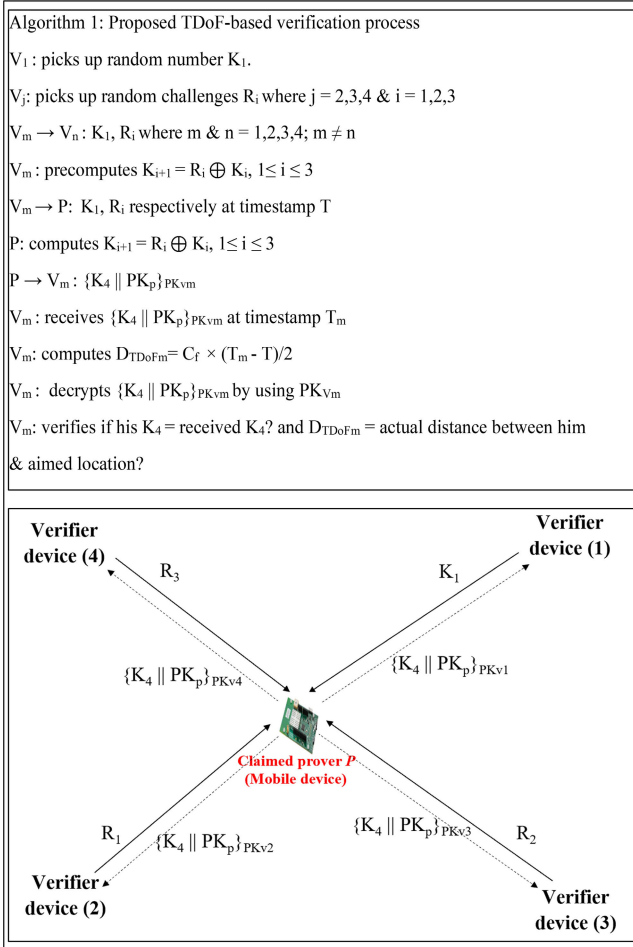 Algorithm 1: Proposed TDoF-based verification process
V₁ : picks up random number K₁.
Vⱼ: picks up random challenges Rᵢ where j = 2,3,4 & i = 1,2,3
Vₘ → Vₙ : K₁, Rᵢ where m & n = 1,2,3,4; m ≠ n
Vₘ : precomputes Kᵢ₊₁ = Rᵢ ⊕ Kᵢ, 1≤ i ≤ 3
Vₘ → P: K₁, Rᵢ respectively at timestamp T
P: computes Kᵢ₊₁ = Rᵢ ⊕ Kᵢ, 1≤ i ≤ 3
P → Vₘ : {K₄ || PKₚ}PKvm
Vₘ : receives {K₄ || PKₚ}PKvm at timestamp Tₘ
Vₘ: computes DTDoFm= Cf × (Tₘ - T)/2
Vₘ : decrypts {K₄ || PKₚ}PKvm by using PKVm
Vₘ: verifies if his K₄ = received K₄? and DTDoFm = actual distance between him
& aimed location?
Verifier
device (4)
Verifier
device (1)
R₃
K₁
{K₄ || PKₚ}PKv4
{K₄ || PKₚ}PKv1
Claimed prover P
(Mobile device)
R₁
{K₄ || PKₚ}PKv2
{K₄ || PKₚ}PKv3
R₂
Verifier
device (2)
Verifier
device (3)